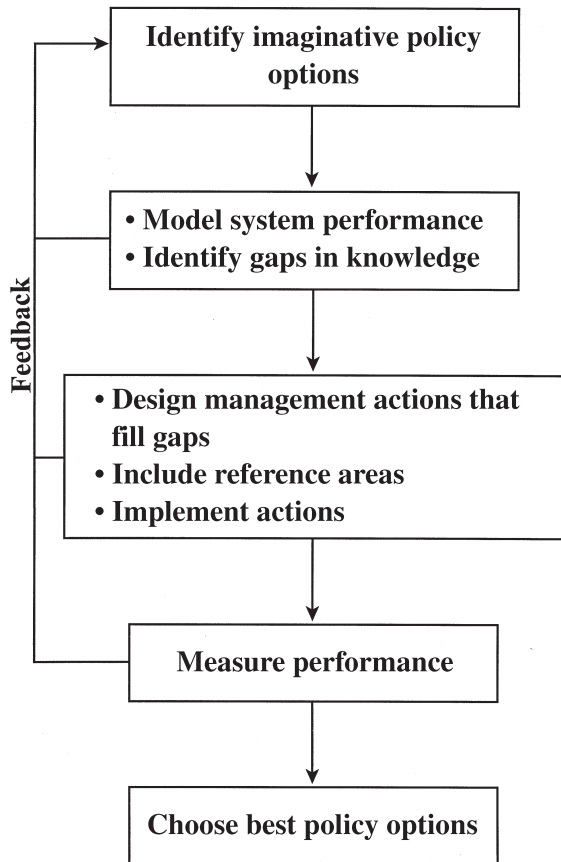 Identify imaginative policy
options
• Model system performance
• Identify gaps in knowledge
Feedback
• Design management actions that
fill gaps
• Include reference areas
• Implement actions
Measure performance
Choose best policy options